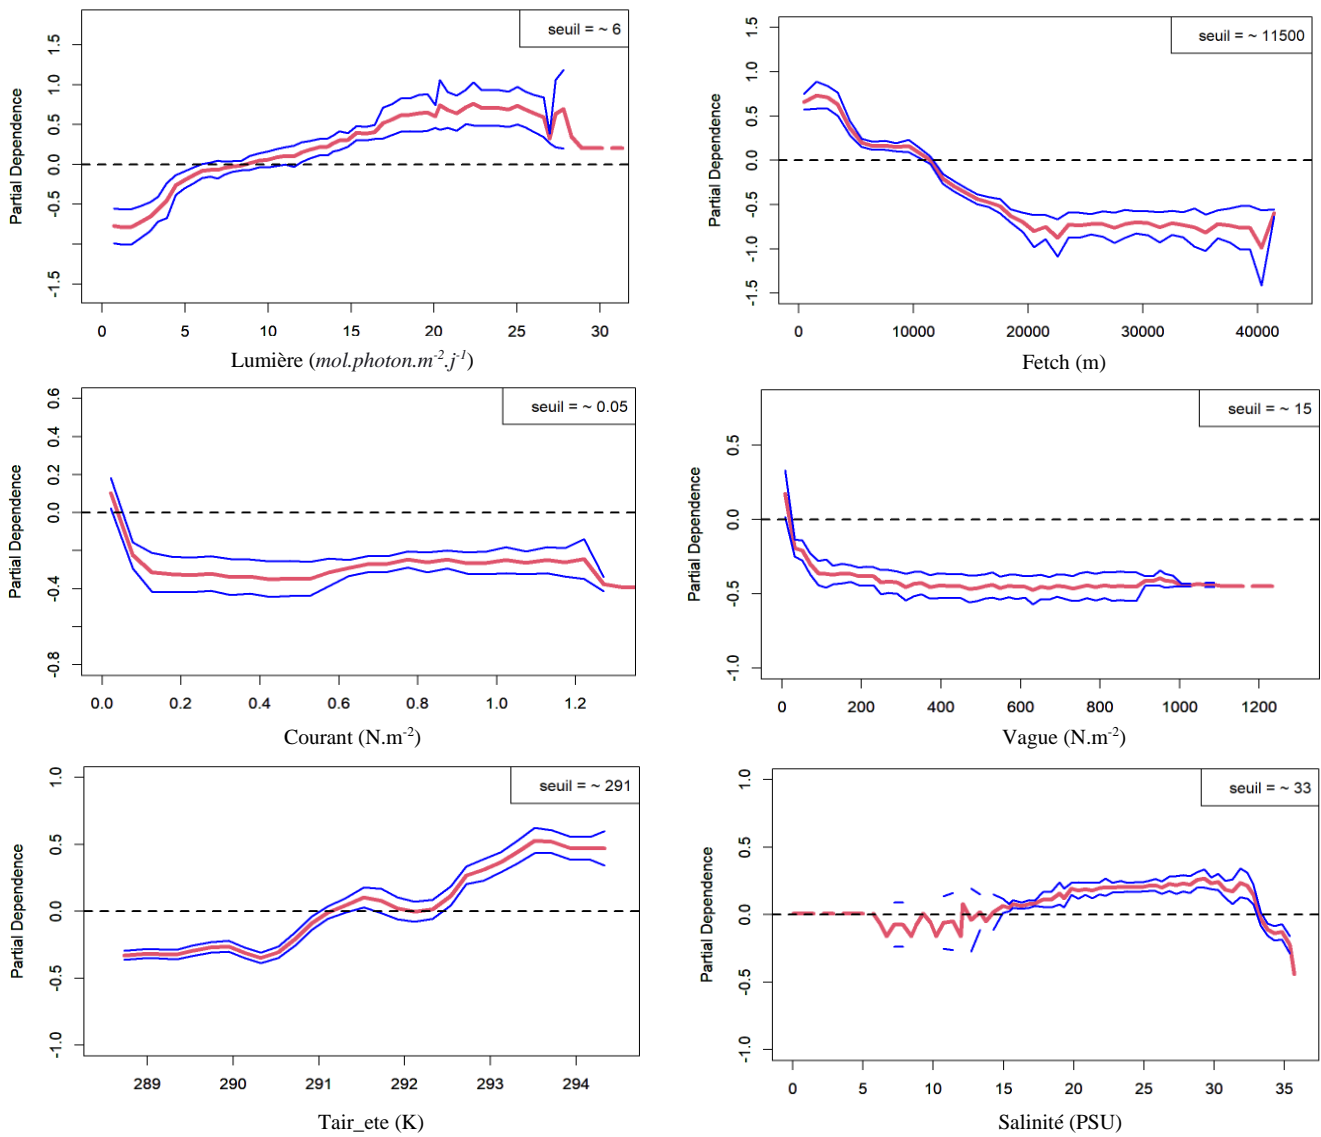 seuil = ~ 6
Partial Dependence
1.5
1.0
0.5
0.0
-0.5
-1.5
0 5 10 15 20 25 30
Lumière (mol.photon.m-2.j-1)
seuil = ~ 11500
Partial Dependence
1.5
1.0
0.5
0.0
-0.5
-1.0
-1.5
0 10000 20000 30000 40000
Fetch (m)
seuil = ~ 0.05
Partial Dependence
0.6
0.4
0.2
0.0
-0.4
-0.8
0.0 0.2 0.4 0.6 0.8 1.0 1.2
Courant (N.m-2)
seuil = ~ 15
Partial Dependence
0.5
0.0
-0.5
-1.0
0 200 400 600 800 1000 1200
Vague (N.m-2)
seuil = ~ 291
Partial Dependence
1.0
0.5
0.0
-0.5
-1.0
289 290 291 292 293 294
Tair_ete (K)
seuil = ~ 33
Partial Dependence
1.0
0.5
0.0
-0.5
-1.0
0 5 10 15 20 25 30 35
Salinité (PSU)